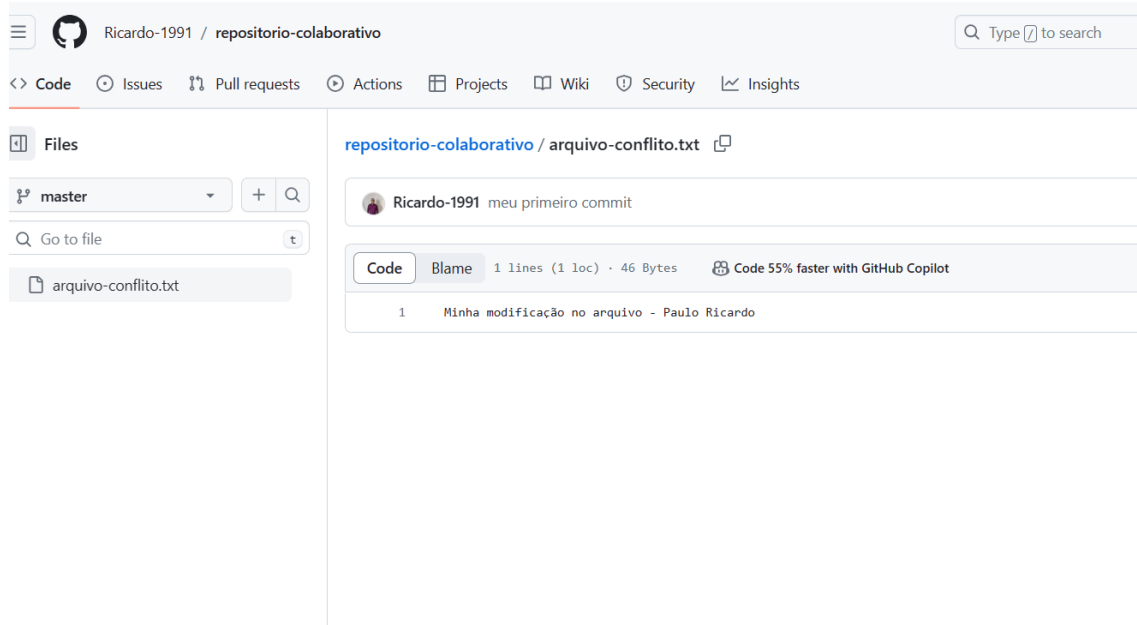 Ricardo-1991 / repositorio-colaborativo
Type / to search
<> Code Issues Pull requests Actions Projects Wiki Security Insights
Files
repositorio-colaborativo / arquivo-conflito.txt
master
Ricardo-1991 meu primeiro commit
Go to file t
Code Blame 1 lines (1 loc) · 46 Bytes Code 55% faster with GitHub Copilot
arquivo-conflito.txt
1 Minha modificação no arquivo - Paulo Ricardo